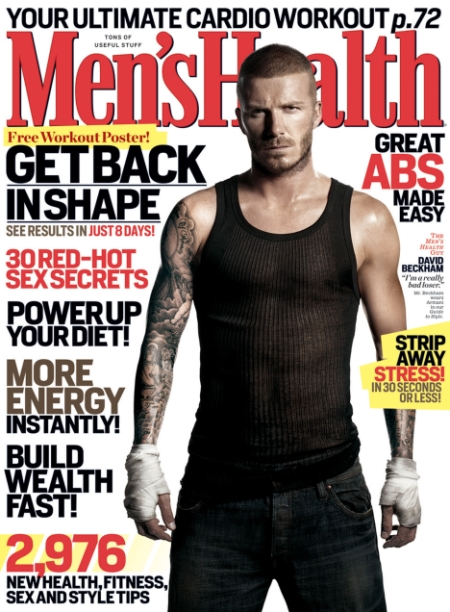 YOUR ULTIMATE CARDIO WORKOUT p.72
TONS OF
USEFUL STUFF
Men'sHealth
Free Workout Poster!
GET BACK
IN SHAPE
SEE RESULTS IN JUST 8 DAYS!
30 RED-HOT
SEX SECRETS
POWER UP
YOUR DIET!
MORE
ENERGY
INSTANTLY!
BUILD
WEALTH
FAST!
2,976
NEW HEALTH, FITNESS,
SEX AND STYLE TIPS
GREAT
ABS
MADE
EASY
THE
MEN'S
HEALTH
GUY
DAVID
BECKHAM
"I'm a really
bad loser."
Mr. Beckham
wears
Armani
in our
Guide
to Style.
STRIP
AWAY
STRESS!
IN 30 SECONDS
OR LESS!